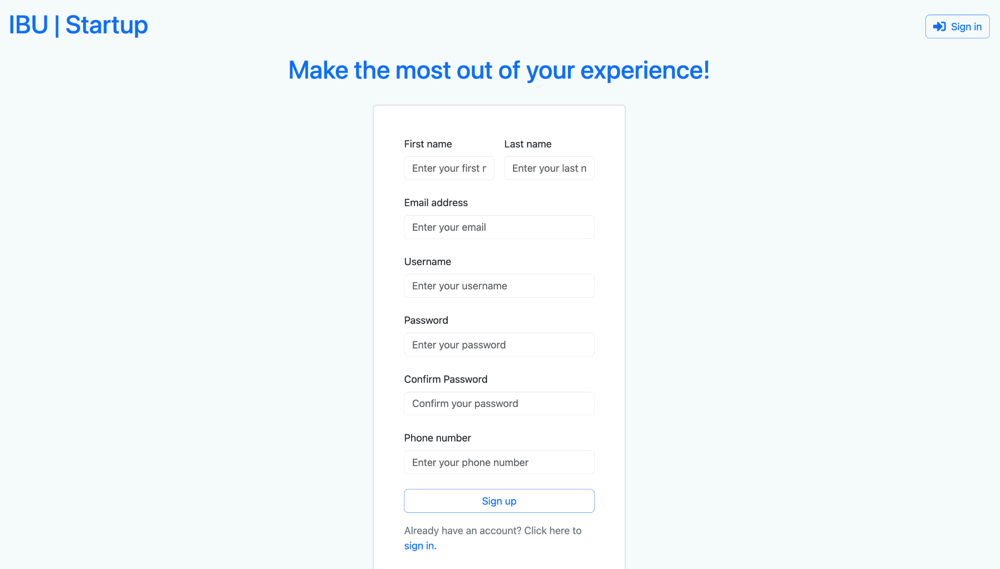 IBU | Startup
Sign in
Make the most out of your experience!
First name
Last name
Enter your first r
Enter your last n
Email address
Enter your email
Username
Enter your username
Password
Enter your password
Confirm Password
Confirm your password
Phone number
Enter your phone number
Sign up
Already have an account? Click here to
sign in.